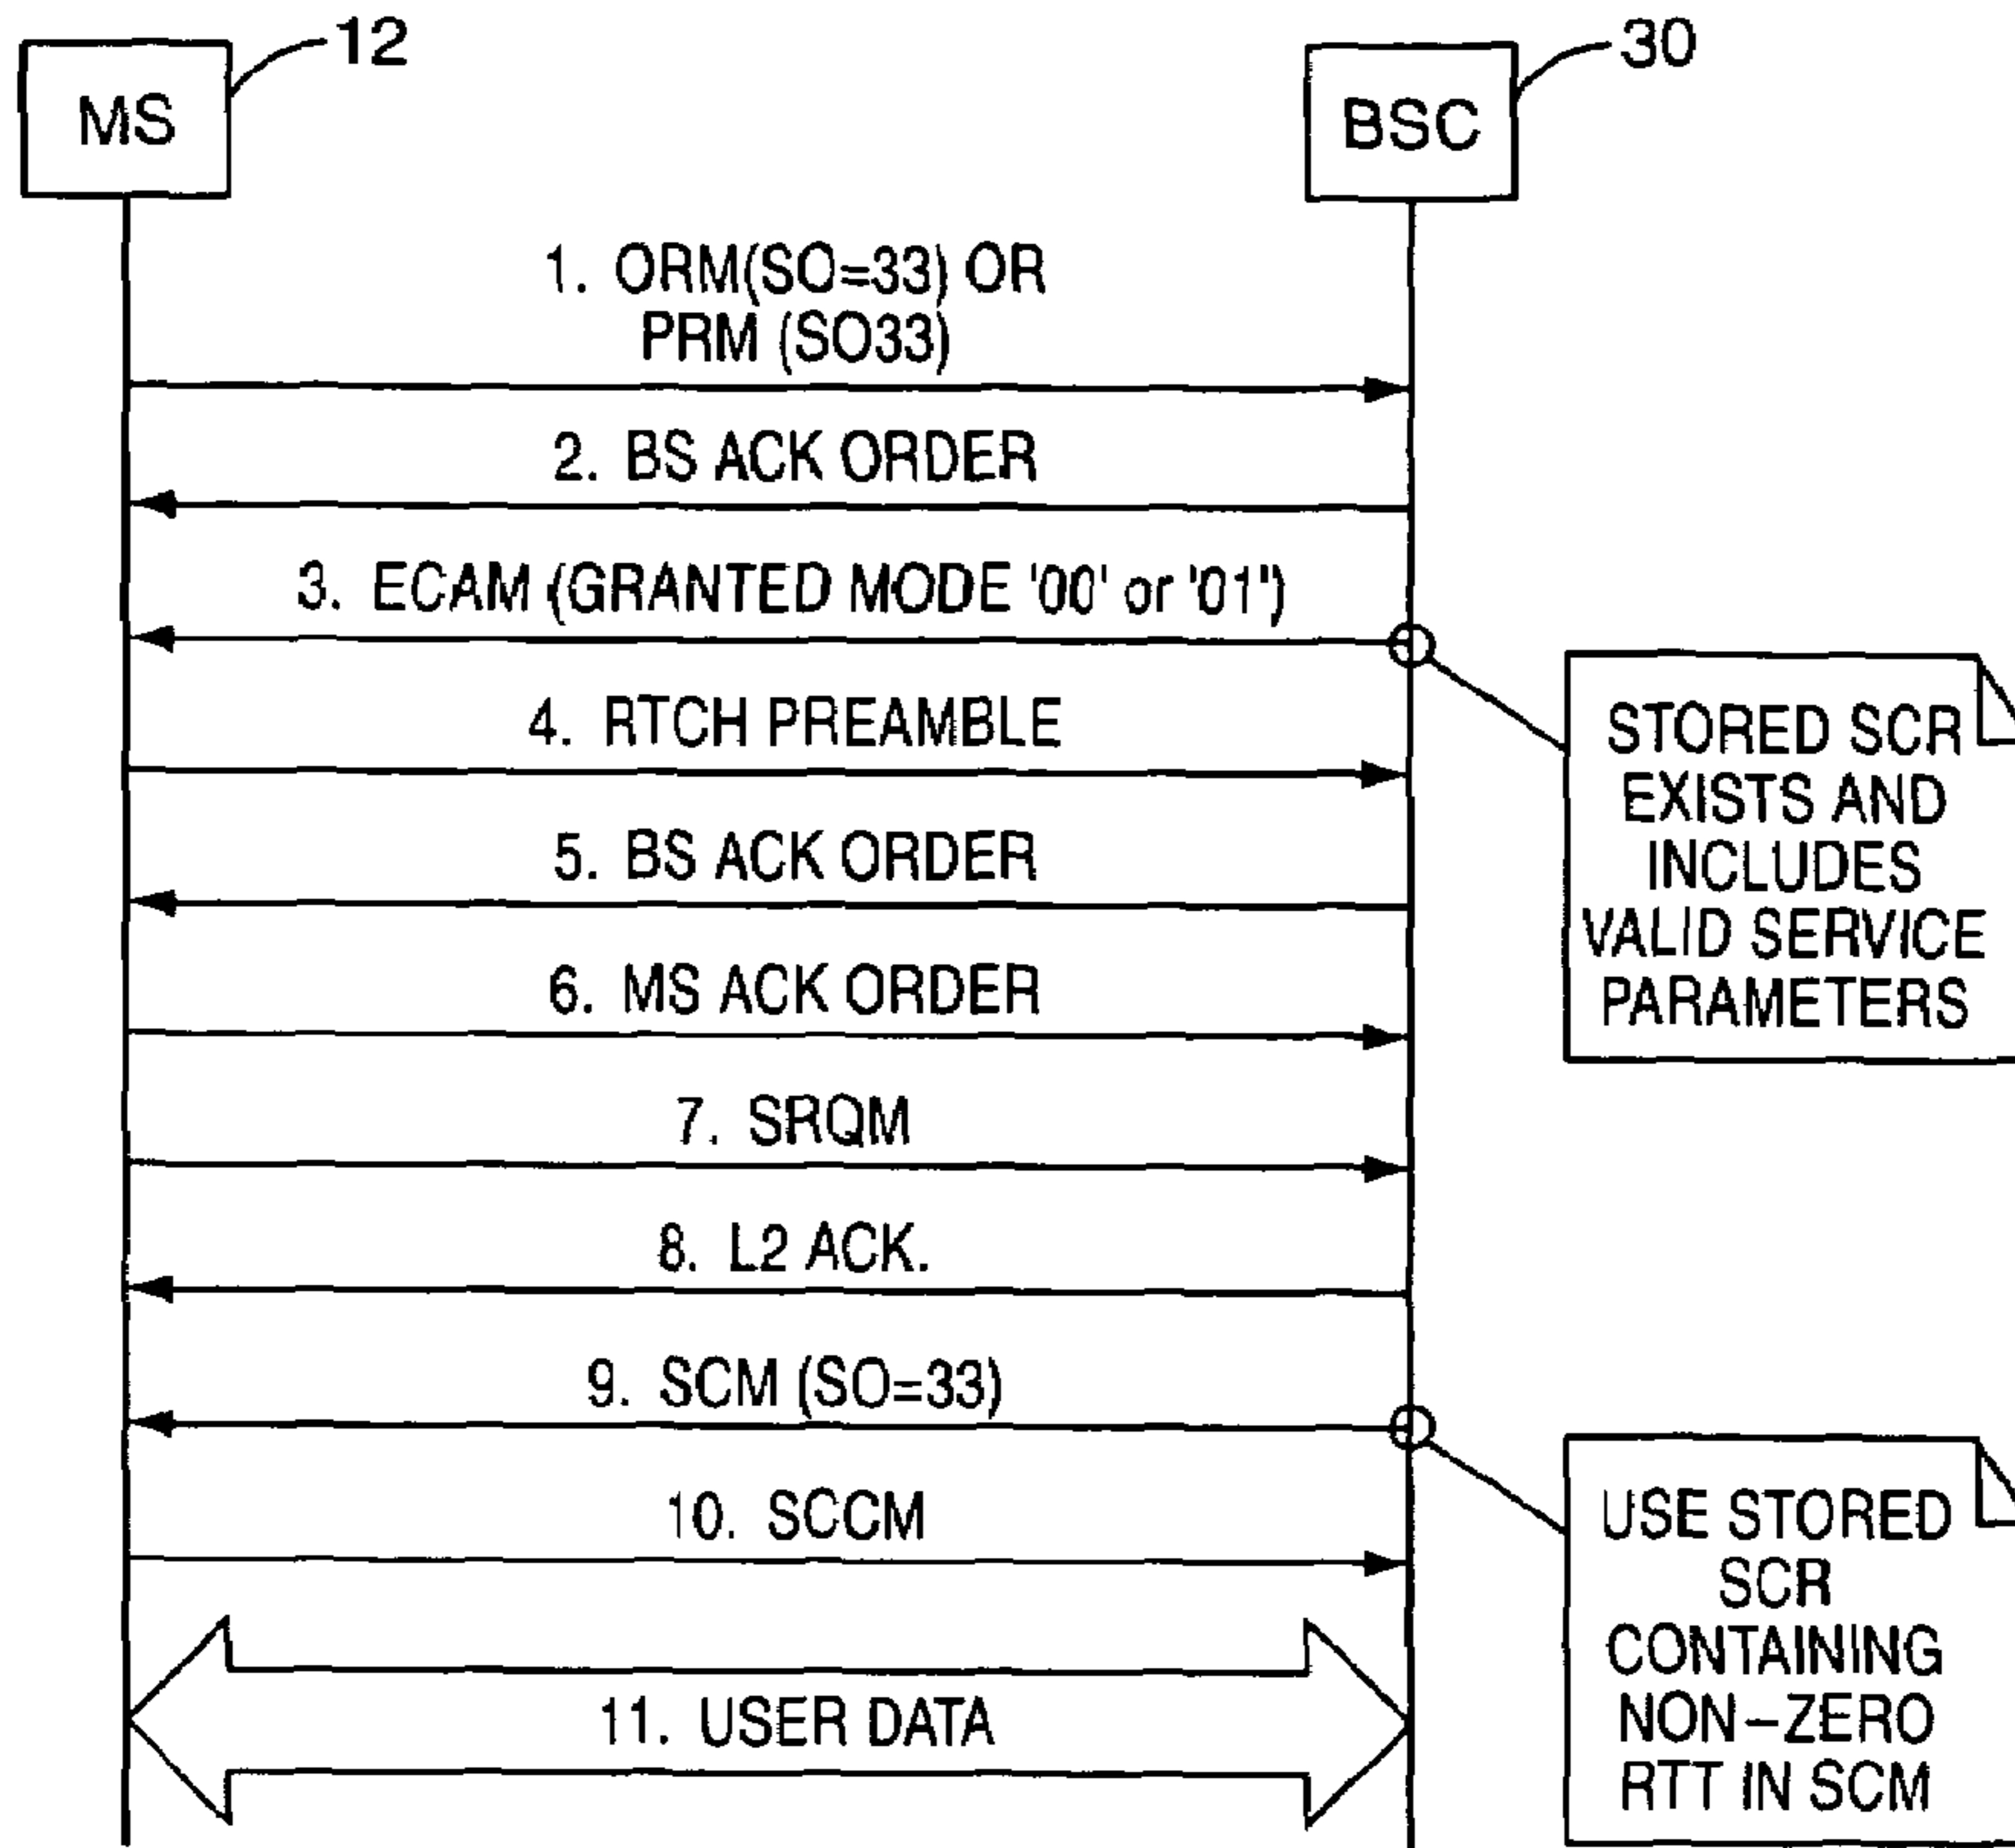 12
30
MS
BSC
1. ORM(SO=33) OR
PRM (SO33)
2. BS ACK ORDER
3. ECAM (GRANTED MODE '00' or '01")
4. RTCH PREAMBLE
STORED SCR
EXISTS AND
INCLUDES
VALID SERVICE
PARAMETERS
5. BS ACK ORDER
6. MS ACK ORDER
7. SRQM
8. L2 ACK.
9. SCM (SO=33)
10. SCCM
USE STORED
SCR
CONTAINING
NON-ZERO
RTT IN SCM
11. USER DATA